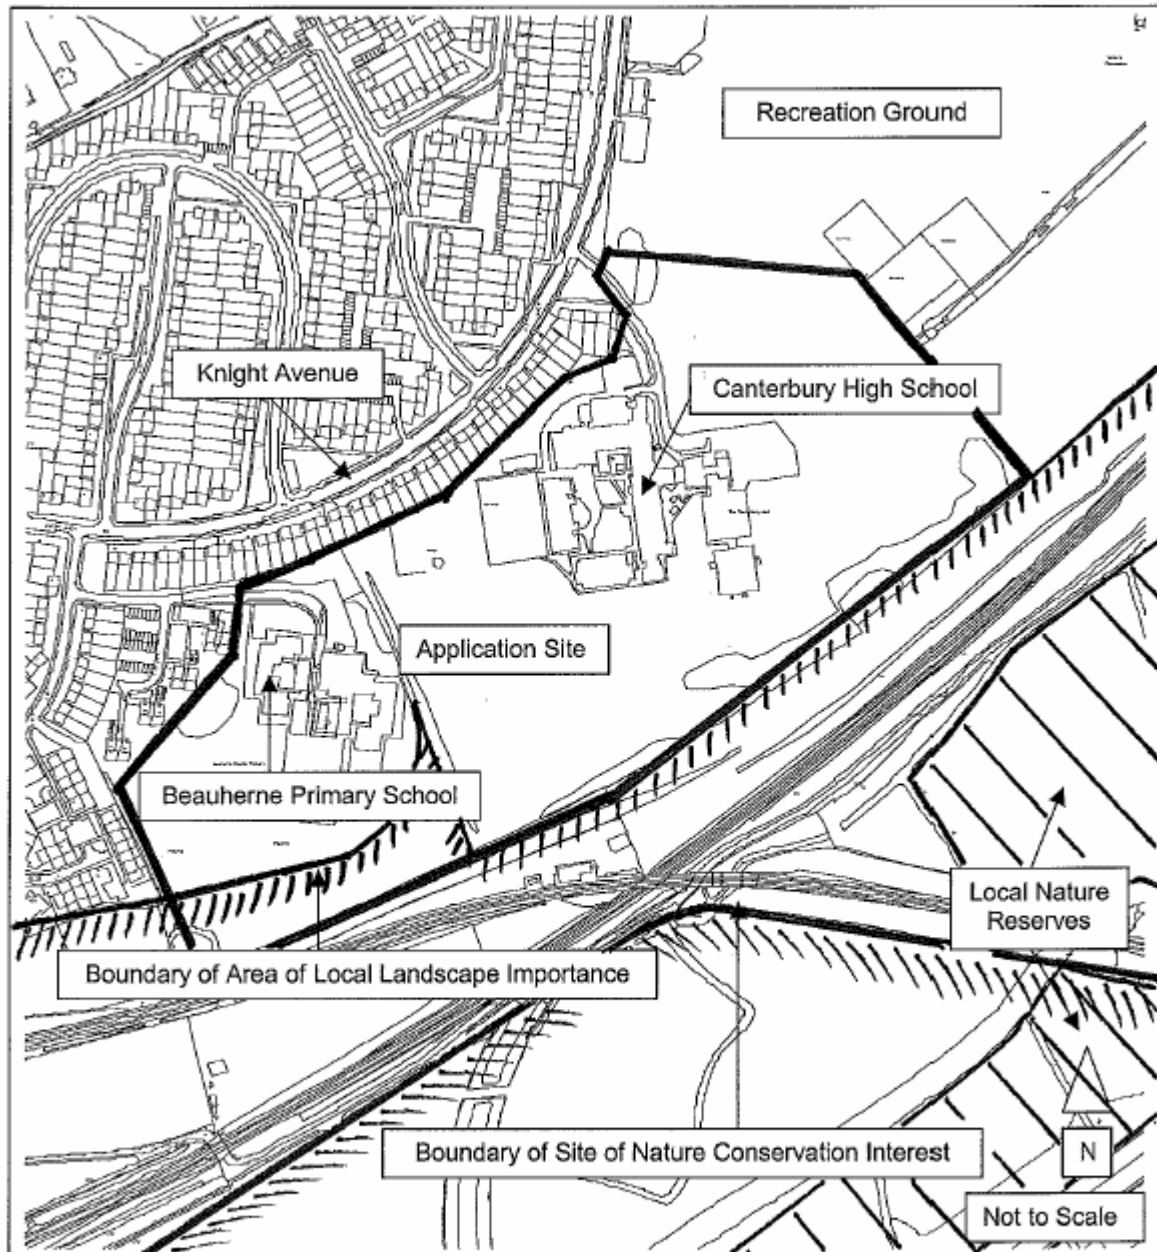 Recreation Ground
Knight Avenue
Canterbury High School
Application Site
Beauherne Primary School
Local Nature
Reserves
Boundary of Area of Local Landscape Importance
Boundary of Site of Nature Conservation Interest
N
Not to Scale